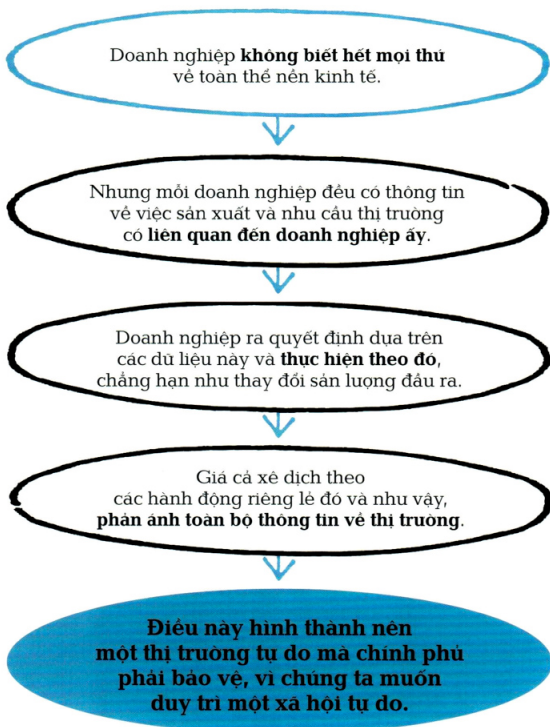 Doanh nghiệp không biết hết mọi thứ
về toàn thể nền kinh tế.
Nhưng mỗi doanh nghiệp đều có thông tin
về việc sản xuất và nhu cầu thị trường
có liên quan đến doanh nghiệp ấy.
Doanh nghiệp ra quyết định dựa trên
các dữ liệu này và thực hiện theo đó,
chẳng hạn như thay đổi sản lượng đầu ra.
Giá cả xê dịch theo
các hành động riêng lẻ đó và như vậy,
phản ánh toàn bộ thông tin về thị trường.
Điều này hình thành nên
một thị trường tự do mà chính phủ
phải bảo vệ, vì chúng ta muốn
duy trì một xã hội tự do.